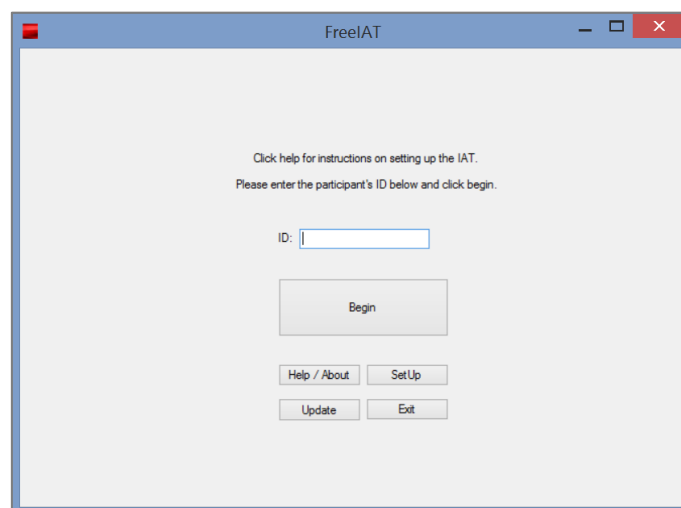 FreeIAT
Click help for instructions on setting up the IAT.
Please enter the participant's ID below and click begin.
ID:
Begin
Help / About
SetUp
Update
Exit